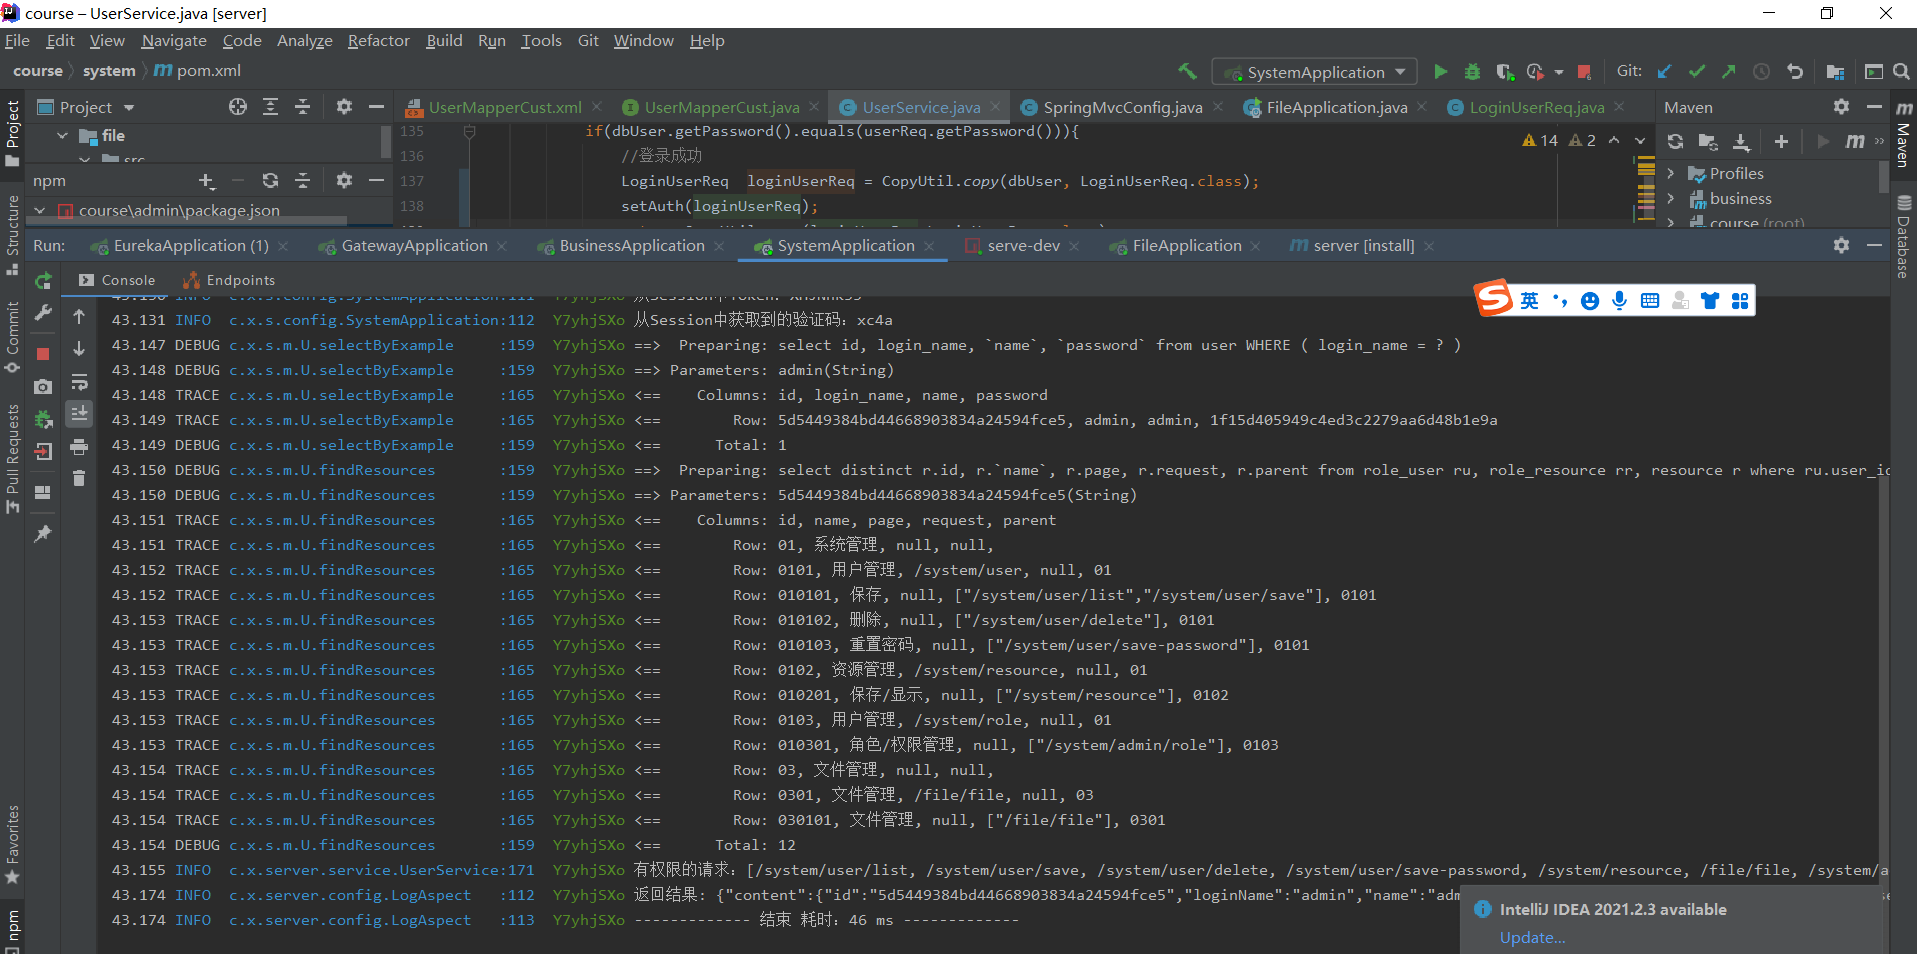 course – UserService.java [server]
File Edit View Navigate Code Analyze Refactor Build Run Tools Git Window Help
course system pom.xml
SystemApplication Git:
Project
UserMapperCust.xml UserMapperCust.java UserService.java SpringMvcConfig.java FileApplication.java LoginUserReq.java
Maven
file
src
npm
course\admin\package.json
135 if(dbUser.getPassword().equals(userReq.getPassword())){
136 //登录成功
137 LoginUserReq loginUserReq = CopyUtil.copy(dbUser, LoginUserReq.class);
138 setAuth(loginUserReq);
14 2
Profiles
business
course (root)
Run: EurekaApplication (1) GatewayApplication BusinessApplication SystemApplication serve-dev FileApplication server [install]
Console Endpoints
43.131 INFO c.x.s.config.SystemApplication:112 Y7yhjSXo 从Session中获取到的验证码：xc4a
43.147 DEBUG c.x.s.m.U.selectByExample :159 Y7yhjSXo ==> Preparing: select id, login_name, `name`, `password` from user WHERE ( login_name = ? )
43.148 DEBUG c.x.s.m.U.selectByExample :159 Y7yhjSXo ==> Parameters: admin(String)
43.148 TRACE c.x.s.m.U.selectByExample :165 Y7yhjSXo <== Columns: id, login_name, name, password
43.149 TRACE c.x.s.m.U.selectByExample :165 Y7yhjSXo <== Row: 5d5449384bd44668903834a24594fce5, admin, admin, 1f15d405949c4ed3c2279aa6d48b1e9a
43.149 DEBUG c.x.s.m.U.selectByExample :159 Y7yhjSXo <== Total: 1
43.150 DEBUG c.x.s.m.U.findResources :159 Y7yhjSXo ==> Preparing: select distinct r.id, r.`name`, r.page, r.request, r.parent from role_user ru, role_resource rr, resource r where ru.user_id
43.150 DEBUG c.x.s.m.U.findResources :159 Y7yhjSXo ==> Parameters: 5d5449384bd44668903834a24594fce5(String)
43.151 TRACE c.x.s.m.U.findResources :165 Y7yhjSXo <== Columns: id, name, page, request, parent
43.151 TRACE c.x.s.m.U.findResources :165 Y7yhjSXo <== Row: 01, 系统管理, null, null,
43.152 TRACE c.x.s.m.U.findResources :165 Y7yhjSXo <== Row: 0101, 用户管理, /system/user, null, 01
43.152 TRACE c.x.s.m.U.findResources :165 Y7yhjSXo <== Row: 010101, 保存, null, ["/system/user/list","/system/user/save"], 0101
43.153 TRACE c.x.s.m.U.findResources :165 Y7yhjSXo <== Row: 010102, 删除, null, ["/system/user/delete"], 0101
43.153 TRACE c.x.s.m.U.findResources :165 Y7yhjSXo <== Row: 010103, 重置密码, null, ["/system/user/save-password"], 0101
43.153 TRACE c.x.s.m.U.findResources :165 Y7yhjSXo <== Row: 0102, 资源管理, /system/resource, null, 01
43.153 TRACE c.x.s.m.U.findResources :165 Y7yhjSXo <== Row: 010201, 保存/显示, null, ["/system/resource"], 0102
43.153 TRACE c.x.s.m.U.findResources :165 Y7yhjSXo <== Row: 0103, 用户管理, /system/role, null, 01
43.153 TRACE c.x.s.m.U.findResources :165 Y7yhjSXo <== Row: 010301, 角色/权限管理, null, ["/system/admin/role"], 0103
43.154 TRACE c.x.s.m.U.findResources :165 Y7yhjSXo <== Row: 03, 文件管理, null, null,
43.154 TRACE c.x.s.m.U.findResources :165 Y7yhjSXo <== Row: 0301, 文件管理, /file/file, null, 03
43.154 TRACE c.x.s.m.U.findResources :165 Y7yhjSXo <== Row: 030101, 文件管理, null, ["/file/file"], 0301
43.154 DEBUG c.x.s.m.U.findResources :159 Y7yhjSXo <== Total: 12
43.155 INFO c.x.server.service.UserService:171 Y7yhjSXo 有权限的请求：[/system/user/list, /system/user/save, /system/user/delete, /system/user/save-password, /system/resource, /file/file, /system/a
43.174 INFO c.x.server.config.LogAspect :112 Y7yhjSXo 返回结果: {"content":{"id":"5d5449384bd44668903834a24594fce5","loginName":"admin","name":"adm
43.174 INFO c.x.server.config.LogAspect :113 Y7yhjSXo ------------- 结束 耗时：46 ms -------------
英
IntelliJ IDEA 2021.2.3 available
Update...
Project
Structure
Commit
Pull Requests
Favorites
npm
Maven
Database